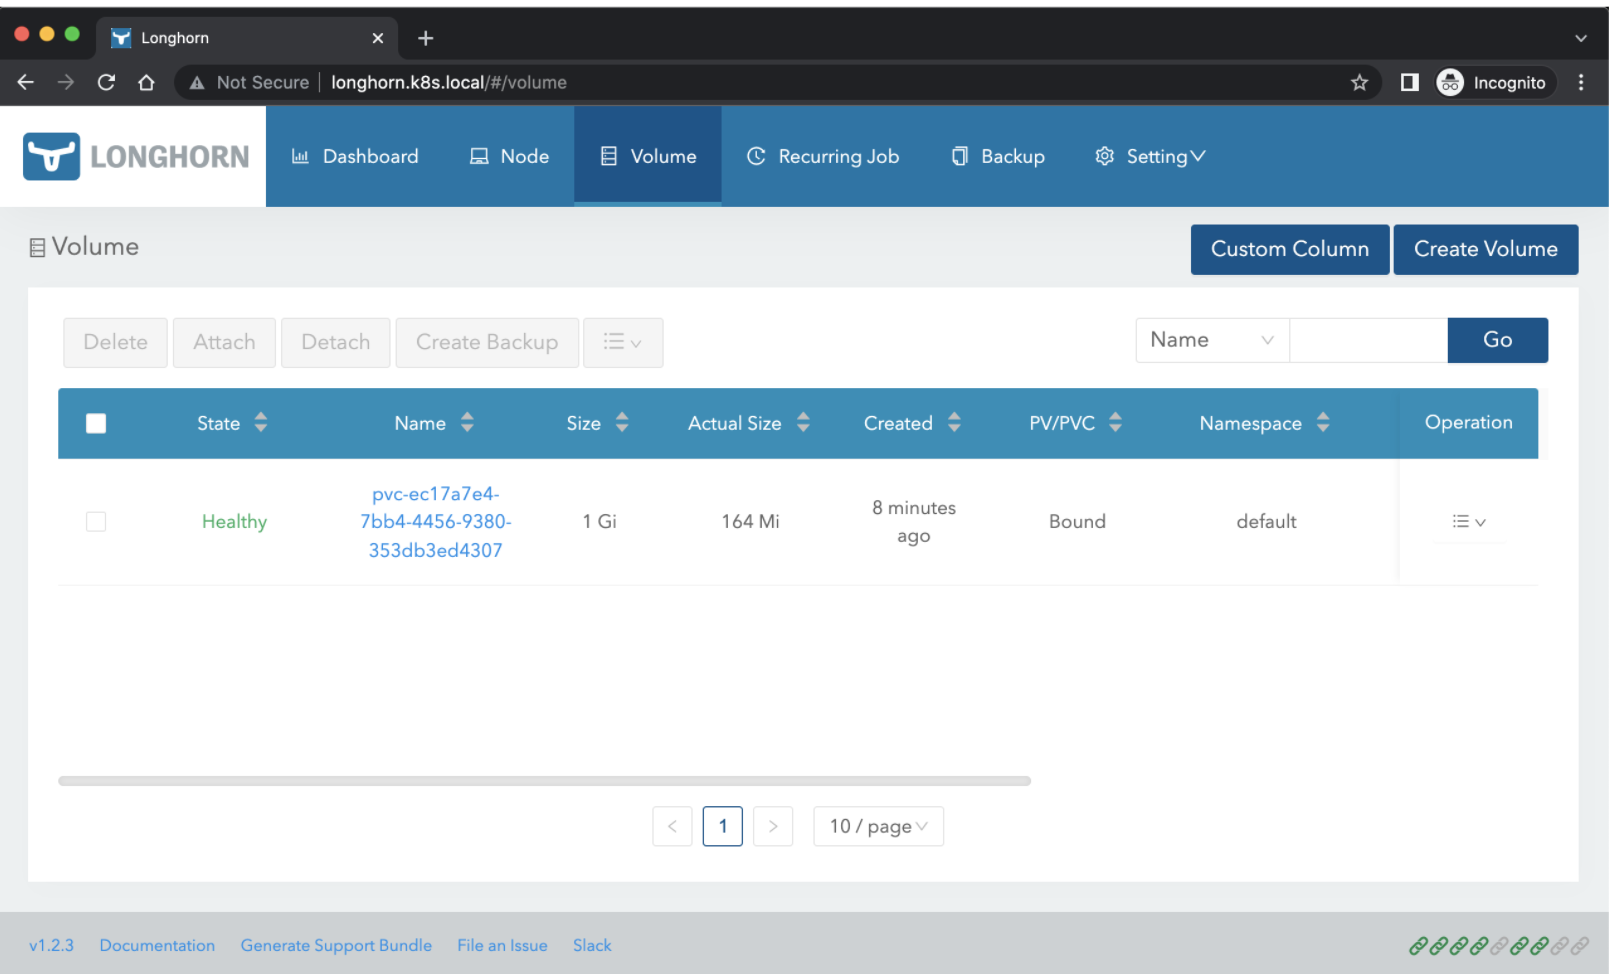 Longhorn
Not Secure longhorn.k8s.local/#/volume Incognito
LONGHORN Dashboard Node Volume Recurring Job Backup Setting
Volume Custom Column Create Volume
Delete Attach Detach Create Backup Name Go
State Name Size Actual Size Created PV/PVC Namespace Operation
pvc-ec17a7e4-
Healthy 7bb4-4456-9380- 1 Gi 164 Mi 8 minutes Bound default
353db3ed4307 ago
< 1 > 10 / page
v1.2.3 Documentation Generate Support Bundle File an Issue Slack